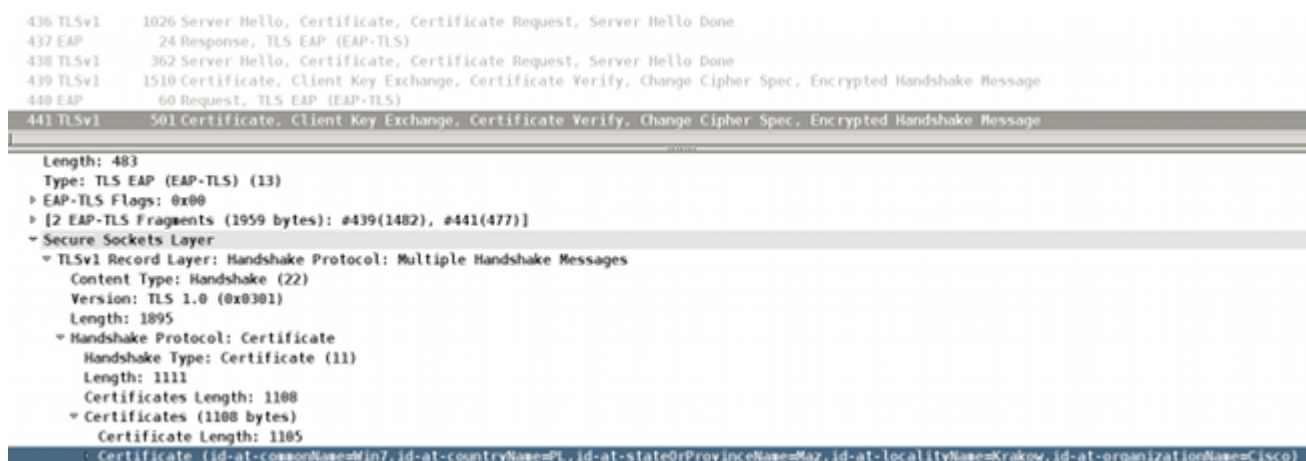 436 TLSv1 1026 Server Hello, Certificate, Certificate Request, Server Hello Done
437 EAP 24 Response, TLS EAP (EAP-TLS)
438 TLSv1 362 Server Hello, Certificate, Certificate Request, Server Hello Done
439 TLSv1 1510 Certificate, Client Key Exchange, Certificate Verify, Change Cipher Spec, Encrypted Handshake Message
440 EAP 60 Request, TLS EAP (EAP-TLS)
441 TLSv1 501 Certificate, Client Key Exchange, Certificate Verify, Change Cipher Spec, Encrypted Handshake Message
Length: 483
Type: TLS EAP (EAP-TLS) (13)
EAP-TLS Flags: 0x00
[2 EAP-TLS Fragments (1959 bytes): #439(1482), #441(477)]
Secure Sockets Layer
TLSv1 Record Layer: Handshake Protocol: Multiple Handshake Messages
Content Type: Handshake (22)
Version: TLS 1.0 (0x0301)
Length: 1895
Handshake Protocol: Certificate
Handshake Type: Certificate (11)
Length: 1111
Certificates Length: 1108
Certificates (1108 bytes)
Certificate Length: 1105
Certificate (id-at-commonName=Win7,id-at-countryName=PL,id-at-stateOrProvinceName=Maz,id-at-localityName=Krakow,id-at-organizationName=Cisco)